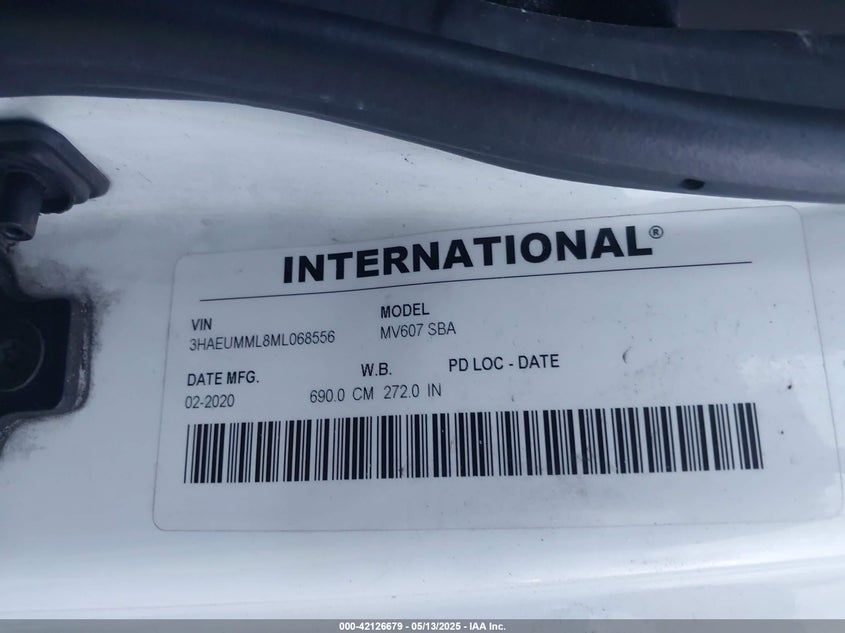 INTERNATIONAL®
VIN
MODEL
3HAEUMML8ML068556
MV607 SBA
DATE MFG.
W.B.
PD LOC - DATE
02-2020
690.0 CM 272.0 IN
000-42126679 — 05/13/2025 — IAA Inc.